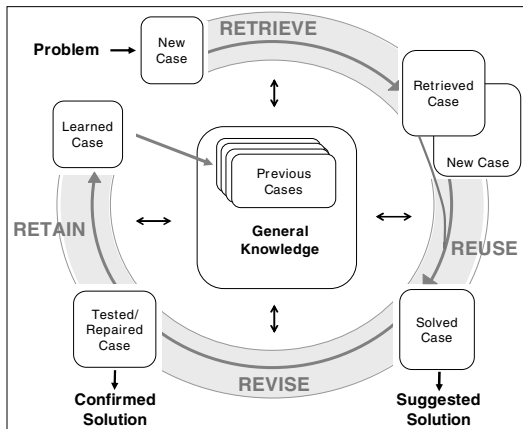 RETRIEVE
Problem
New
Case
Retrieved
Case
New Case
Learned
Case
Previous
Cases
General
Knowledge
RETAIN
REUSE
Tested/
Repaired
Case
Solved
Case
REVISE
Confirmed
Solution
Suggested
Solution